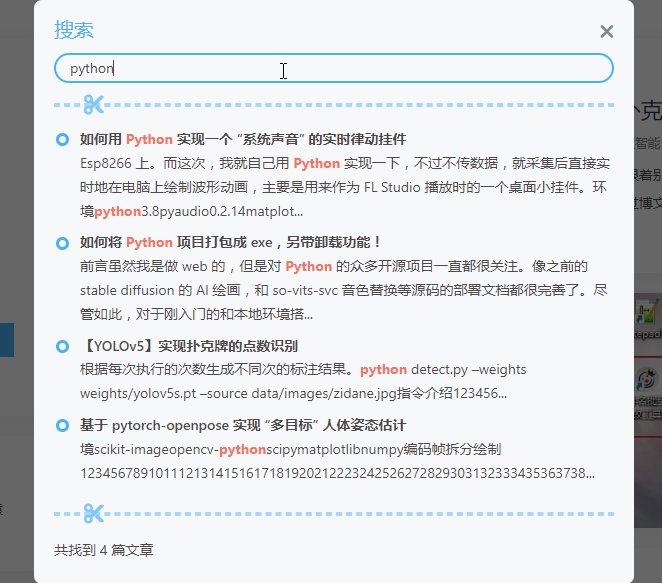 搜索
python
如何用 Python 实现一个 “系统声音” 的实时律动挂件
Esp8266 上。而这次，我就自己用 Python 实现一下，不过不传数据，就采集后直接实
时地在电脑上绘制波形动画，主要是用来作为 FL Studio 播放时的一个桌面小挂件。环
境python3.8pyaudio0.2.14matplot...
如何将 Python 项目打包成 exe，另带卸载功能！
前言虽然我是做 web 的，但是对 Python 的众多开源项目一直都很关注。像之前的
stable diffusion 的 AI 绘画，和 so-vits-svc 音色替换等源码的部署文档都很完善了。尽
管如此，对于刚入门的和本地环境搭...
【YOLOv5】实现扑克牌的点数识别
根据每次执行的次数生成不同次的标注结果。python detect.py –weights
weights/yolov5s.pt –source data/images/zidane.jpg指令介绍123456...
基于 pytorch-openpose 实现 “多目标” 人体姿态估计
境scikit-imageopencv-pythonscipymatplotlibnumpy编码帧拆分绘制
1234567891011121314151617181920212223242526272829303132333435363738...
共找到 4 篇文章